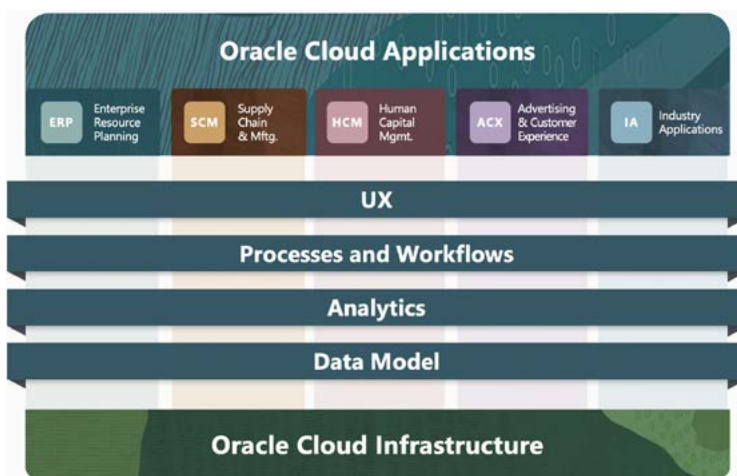 Oracle Cloud Applications
ERP
Enterprise
Resource
Planning
SCM
Supply
Chain
& Mftg.
HCM
Human
Capital
Mgmt.
ACX
Advertising
& Customer
Experience
IA
Industry
Applications
UX
Processes and Workflows
Analytics
Data Model
Oracle Cloud Infrastructure